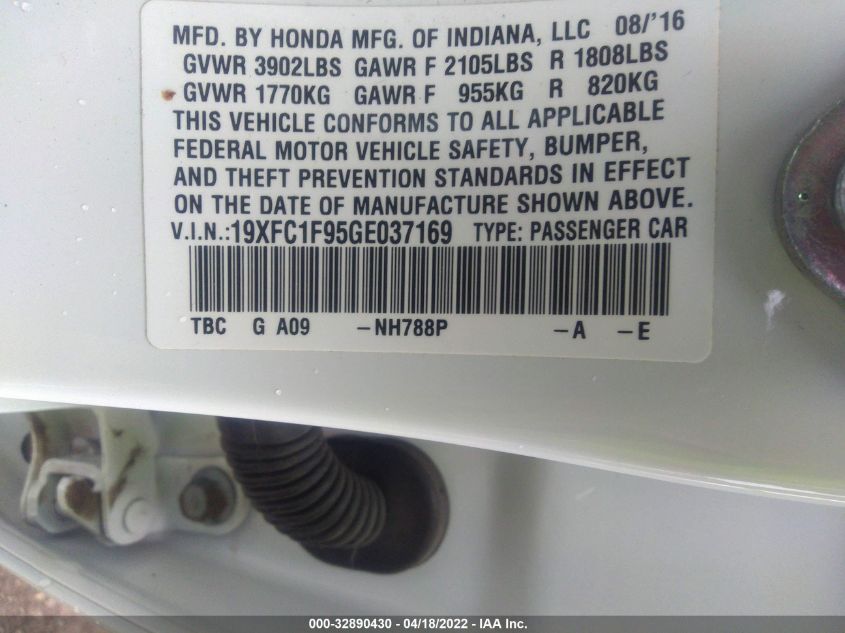 MFD. BY HONDA MFG. OF INDIANA, LLC 08/'16
GVWR 3902LBS GAWR F 2105LBS R 1808LBS
GVWR 1770KG GAWR F 955KG R 820KG
THIS VEHICLE CONFORMS TO ALL APPLICABLE
FEDERAL MOTOR VEHICLE SAFETY, BUMPER,
AND THEFT PREVENTION STANDARDS IN EFFECT
ON THE DATE OF MANUFACTURE SHOWN ABOVE.
V.I.N.:19XFC1F95GE037169 TYPE: PASSENGER CAR
TBC G A09 -NH788P -A -E
000-32890430 - 04/18/2022 - IAA Inc.